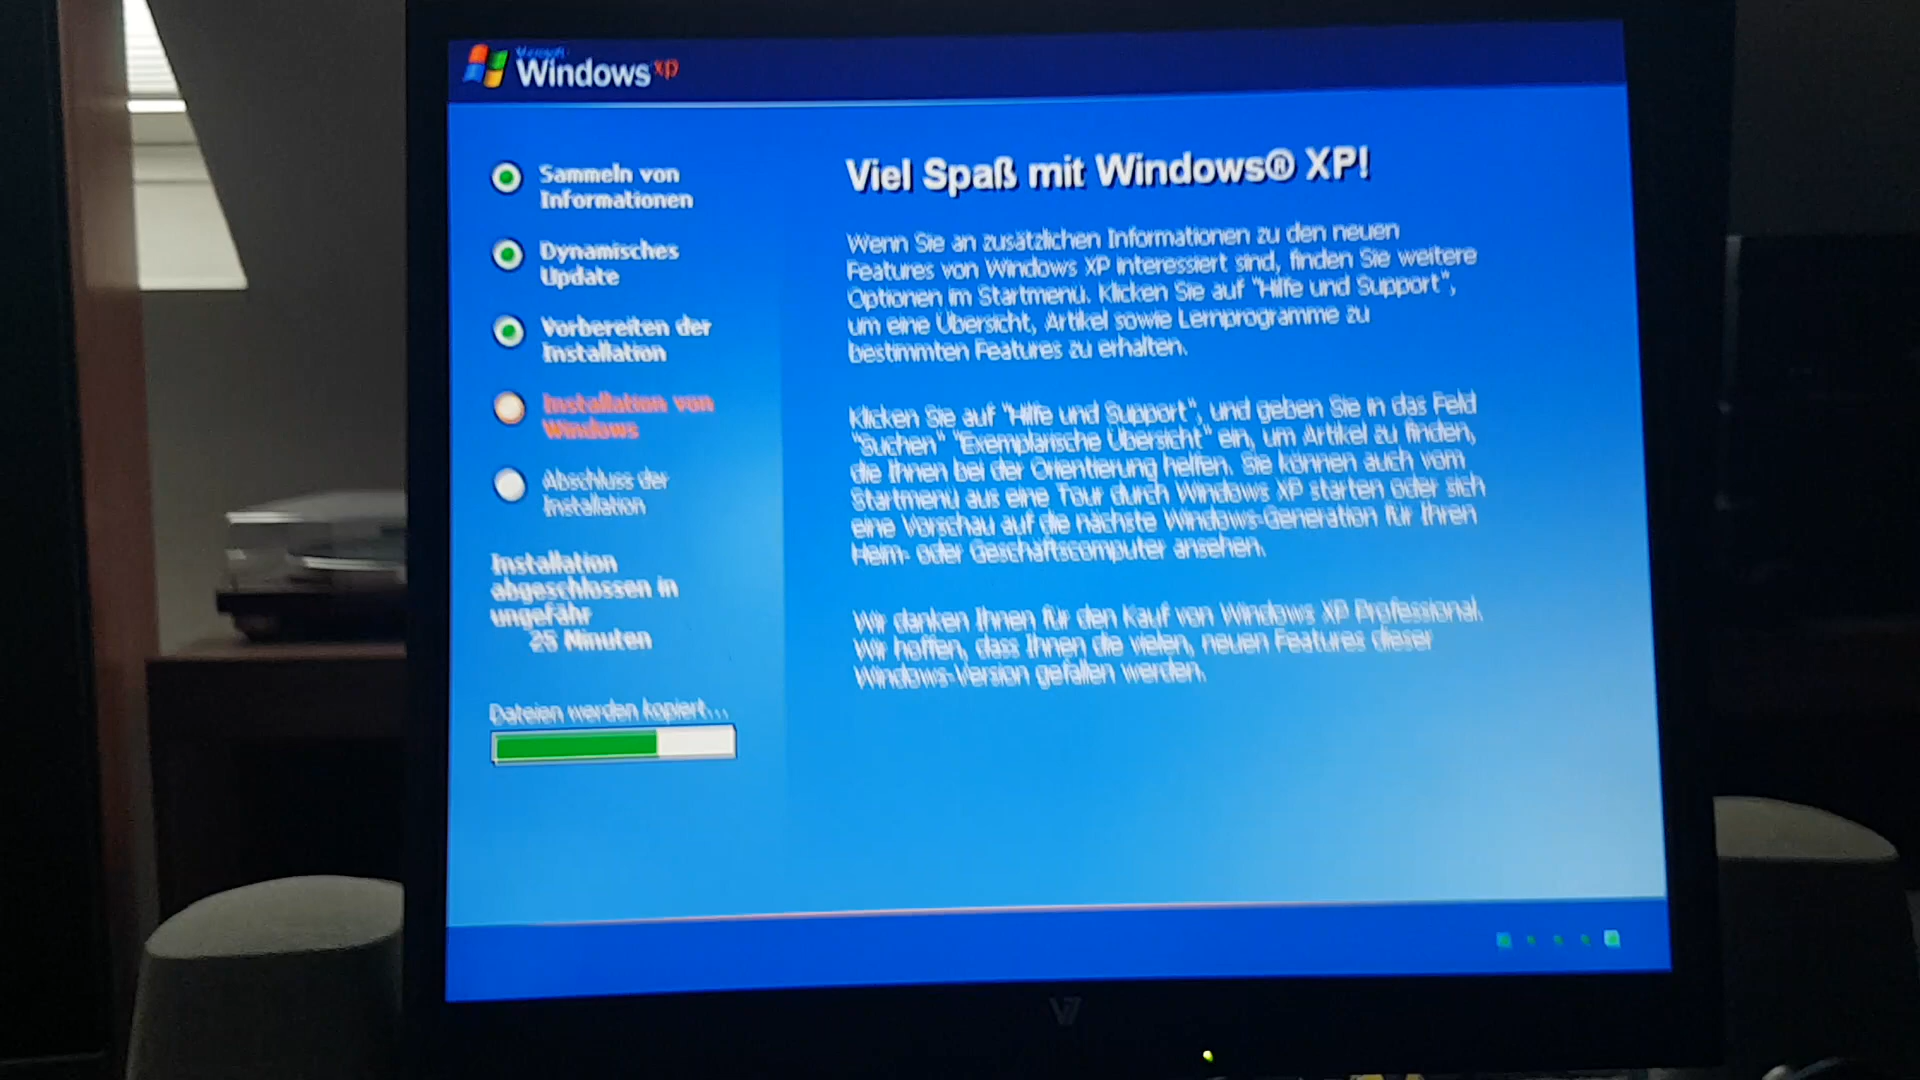 Microsoft
Windows xp
Sammeln von
Informationen
Dynamisches
Update
Vorbereiten der
Installation
Installation von
Windows
Abschluss der
Installation
Installation
abgeschlossen in
ungefähr
25 Minuten
Dateien werden kopiert...
Viel Spaß mit Windows® XP!
Wenn Sie an zusätzlichen Informationen zu den neuen
Features von Windows XP interessiert sind, finden Sie weitere
Optionen im Startmenü. Klicken Sie auf "Hilfe und Support",
um eine Übersicht, Artikel sowie Lernprogramme zu
bestimmten Features zu erhalten.
Klicken Sie auf "Hilfe und Support", und geben Sie in das Feld
"Suchen" "Exemplarische Übersicht" ein, um Artikel zu finden,
die Ihnen bei der Orientierung helfen. Sie können auch vom
Startmenü aus eine Tour durch Windows XP starten oder sich
eine Vorschau auf die nächste Windows-Generation für Ihren
Heim- oder Geschäftscomputer ansehen.
Wir danken Ihnen für den Kauf von Windows XP Professional.
Wir hoffen, dass Ihnen die vielen, neuen Features dieser
Windows-Version gefallen werden.
V7